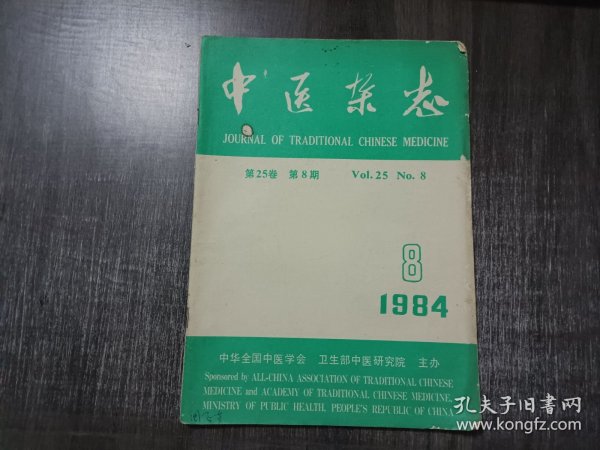 中医杂志
JOURNAL OF TRADITIONAL CHINESE MEDICINE
第25卷 第8期 Vol.25 No.8
8
1984
中华全国中医学会 卫生部中医研究院 主办
Sponsored by ALL-CHINA ASSOCIATION OF TRADITIONAL CHINESE
MEDICINE and ACADEMY OF TRADITIONAL CHINESE MEDICINE,
MINISTRY OF PUBLIC HEALTH, PEOPLE'S REPUBLIC OF CHINA
孔夫子旧书网
book.kongfz.com